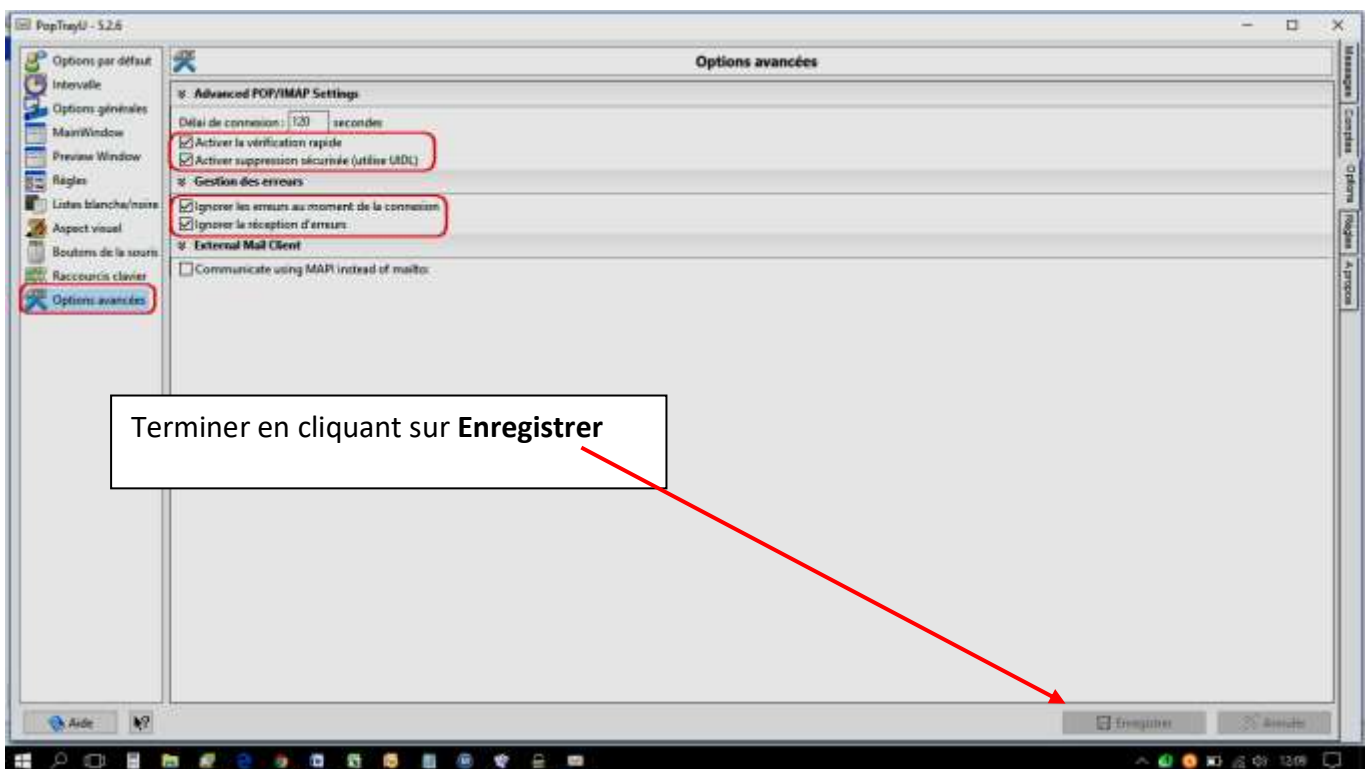 PopTrayU - 5.2.6
Options par défaut
Intervalle
Options générales
MainWindow
Preview Window
Règles
Listes blanche/noire
Aspect visuel
Boutons de la souris
Raccourcis clavier
Options avancées
Options avancées
Advanced POP/IMAP Settings
Délai de connexion : 120 secondes
Activer la vérification rapide
Activer suppression sécurisée (utilise UIDL)
Gestion des erreurs
Ignorer les erreurs au moment de la connexion
Ignorer la réception d'erreurs
External Mail Client
Communicate using MAPI instead of mailto:
Messages
Comptes
Options
Règles
A propos
Terminer en cliquant sur Enregistrer
Aide
Enregistrer
Annuler
12:09